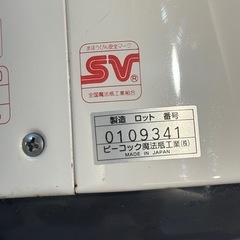 まほうびん安全マーク
SV
®
全国魔法瓶工業組合
製造 ロット 番号
0109341
ピーコック魔法瓶工業(株)
MADE IN JAPAN